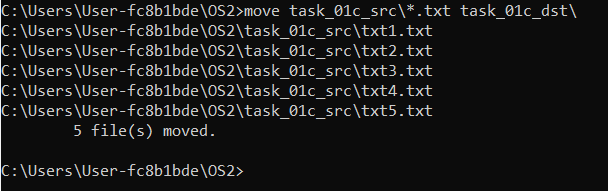 C:\Users\User-fc8b1bde\OS2>move task_01c_src\*.txt task_01c_dst\
C:\Users\User-fc8b1bde\OS2\task_01c_src\txt1.txt
C:\Users\User-fc8b1bde\OS2\task_01c_src\txt2.txt
C:\Users\User-fc8b1bde\OS2\task_01c_src\txt3.txt
C:\Users\User-fc8b1bde\OS2\task_01c_src\txt4.txt
C:\Users\User-fc8b1bde\OS2\task_01c_src\txt5.txt
        5 file(s) moved.
C:\Users\User-fc8b1bde\OS2>